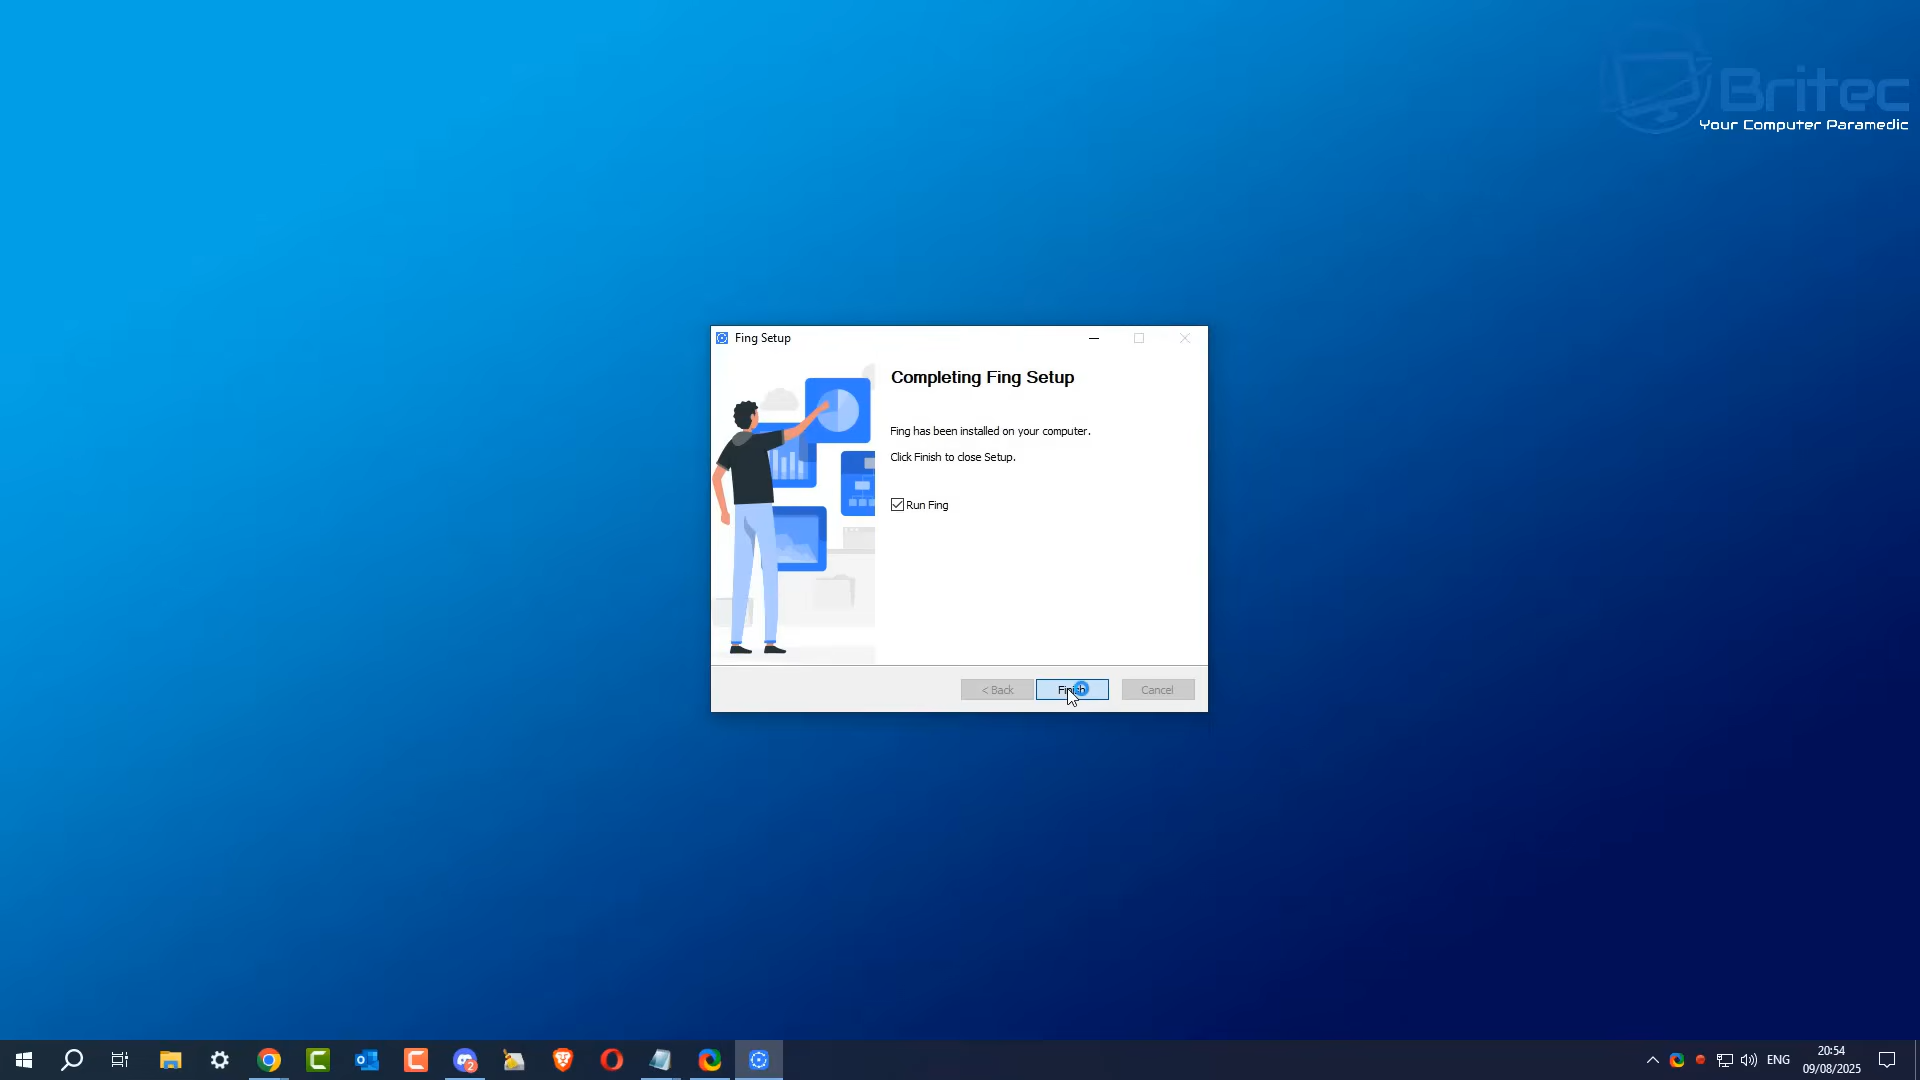 Britec
Your Computer Paramedic
Fing Setup
Completing Fing Setup
Fing has been installed on your computer.
Click Finish to close Setup.
Run Fing
< Back
Finish
Cancel
2
ENG
20:54
09/08/2025